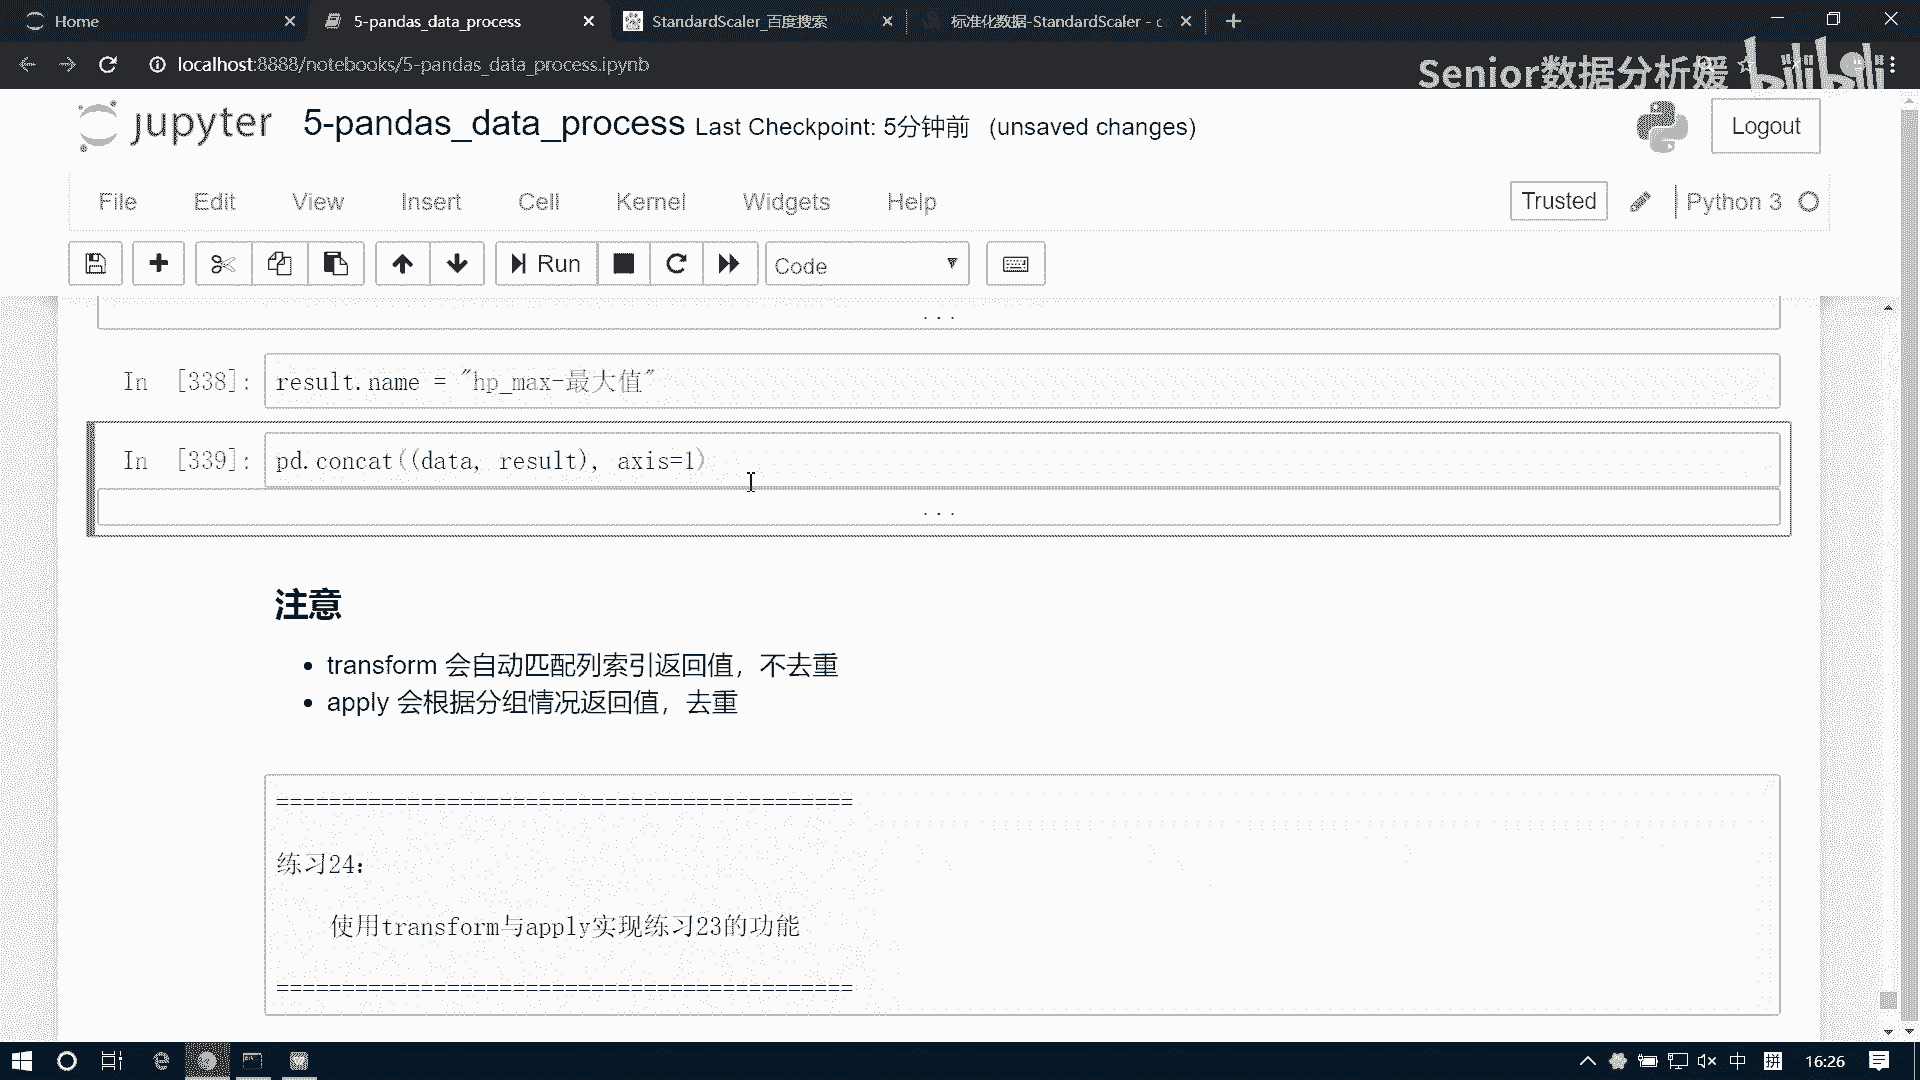 Home
5-pandas_data_process
StandardScaler_百度搜索
标准化数据-StandardScaler - c
localhost:8888/notebooks/5-pandas_data_process.ipynb
Senior数据分析媛 bilibili
jupyter 5-pandas_data_process Last Checkpoint: 5分钟前 (unsaved changes)
Logout
File Edit View Insert Cell Kernel Widgets Help
Trusted Python 3
Run Code
...
In [338]: result.name = "hp_max-最大值"
In [339]: pd.concat((data, result), axis=1)
...
注意
• transform 会自动匹配列索引返回值，不去重
• apply 会根据分组情况返回值，去重
============================================
练习24：
使用transform与apply实现练习23的功能
============================================
中 拼 16:26